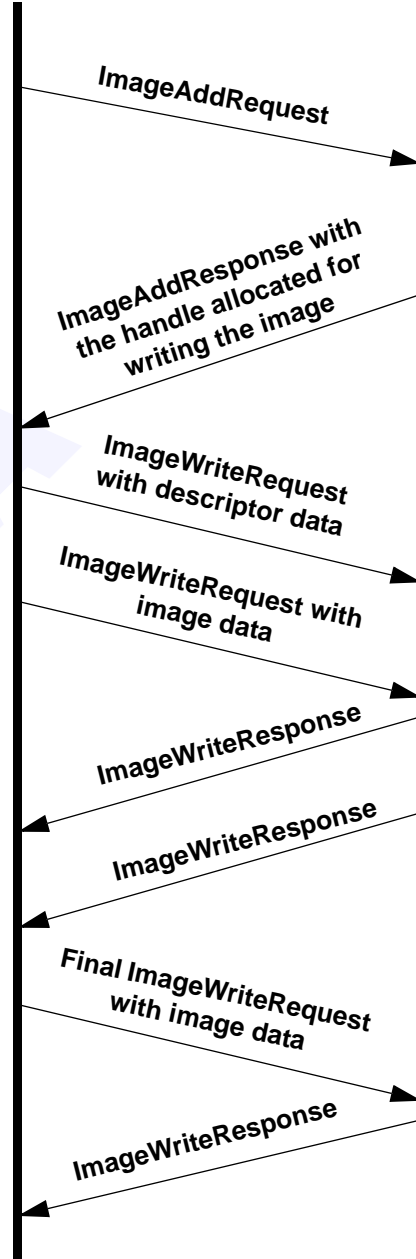 ImageAddRequest
ImageAddResponse with
the handle allocated for
writing the image
ImageWriteRequest
with descriptor data
ImageWriteRequest with
image data
ImageWriteResponse
ImageWriteResponse
Final ImageWriteRequest
with image data
ImageWriteResponse